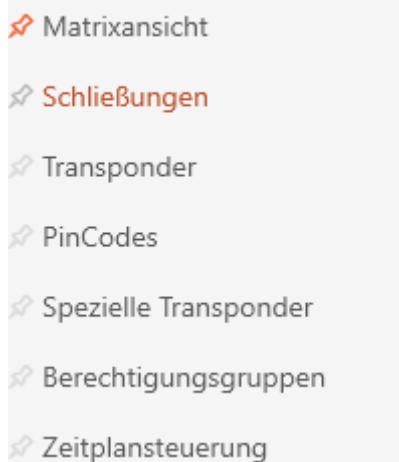 Matrixansicht
Schließungen
Transponder
PinCodes
Spezielle Transponder
Berechtigungsgruppen
Zeitplansteuerung